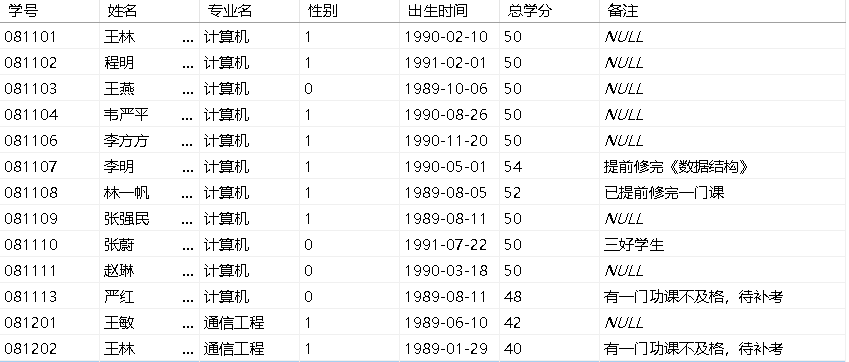 学号 姓名 专业名 性别 出生时间 总学分 备注
081101 王林 ... 计算机 1 1990-02-10 50 NULL
081102 程明 ... 计算机 1 1991-02-01 50 NULL
081103 王燕 ... 计算机 0 1989-10-06 50 NULL
081104 韦严平 ... 计算机 1 1990-08-26 50 NULL
081106 李方方 ... 计算机 1 1990-11-20 50 NULL
081107 李明 ... 计算机 1 1990-05-01 54 提前修完《数据结构》
081108 林一帆 ... 计算机 1 1989-08-05 52 已提前修完一门课
081109 张强民 ... 计算机 1 1989-08-11 50 NULL
081110 张蔚 ... 计算机 0 1991-07-22 50 三好学生
081111 赵琳 ... 计算机 0 1990-03-18 50 NULL
081113 严红 ... 计算机 0 1989-08-11 48 有一门功课不及格，待补考
081201 王敏 ... 通信工程 1 1989-06-10 42 NULL
081202 王林 ... 通信工程 1 1989-01-29 40 有一门功课不及格，待补考